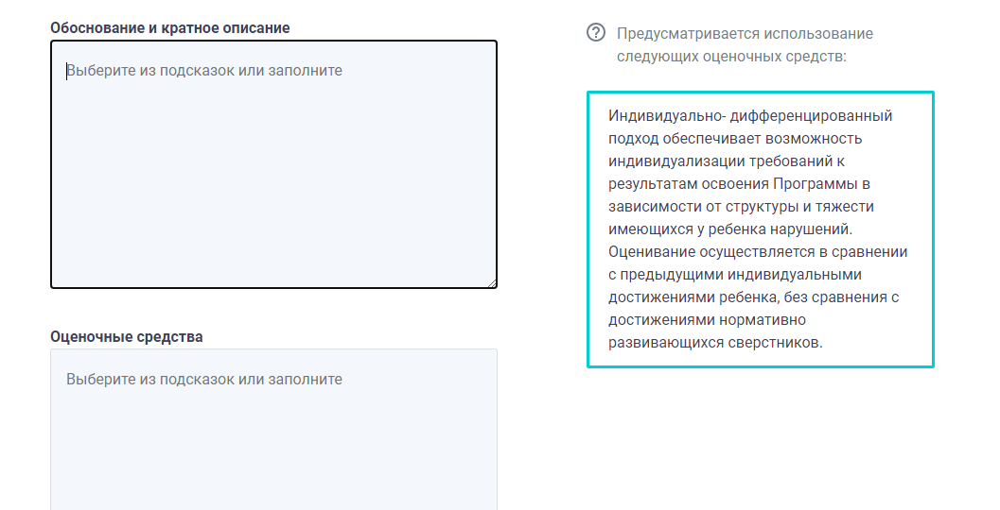 Обоснование и краткое описание
Выберите из подсказок или заполните
Оценочные средства
Выберите из подсказок или заполните
Предусматривается использование
следующих оценочных средств:
Индивидуально- дифференцированный
подход обеспечивает возможность
индивидуализации требований к
результатам освоения Программы в
зависимости от структуры и тяжести
имеющихся у ребенка нарушений.
Оценивание осуществляется в сравнении
с предыдущими индивидуальными
достижениями ребенка, без сравнения с
достижениями нормативно
развивающихся сверстников.